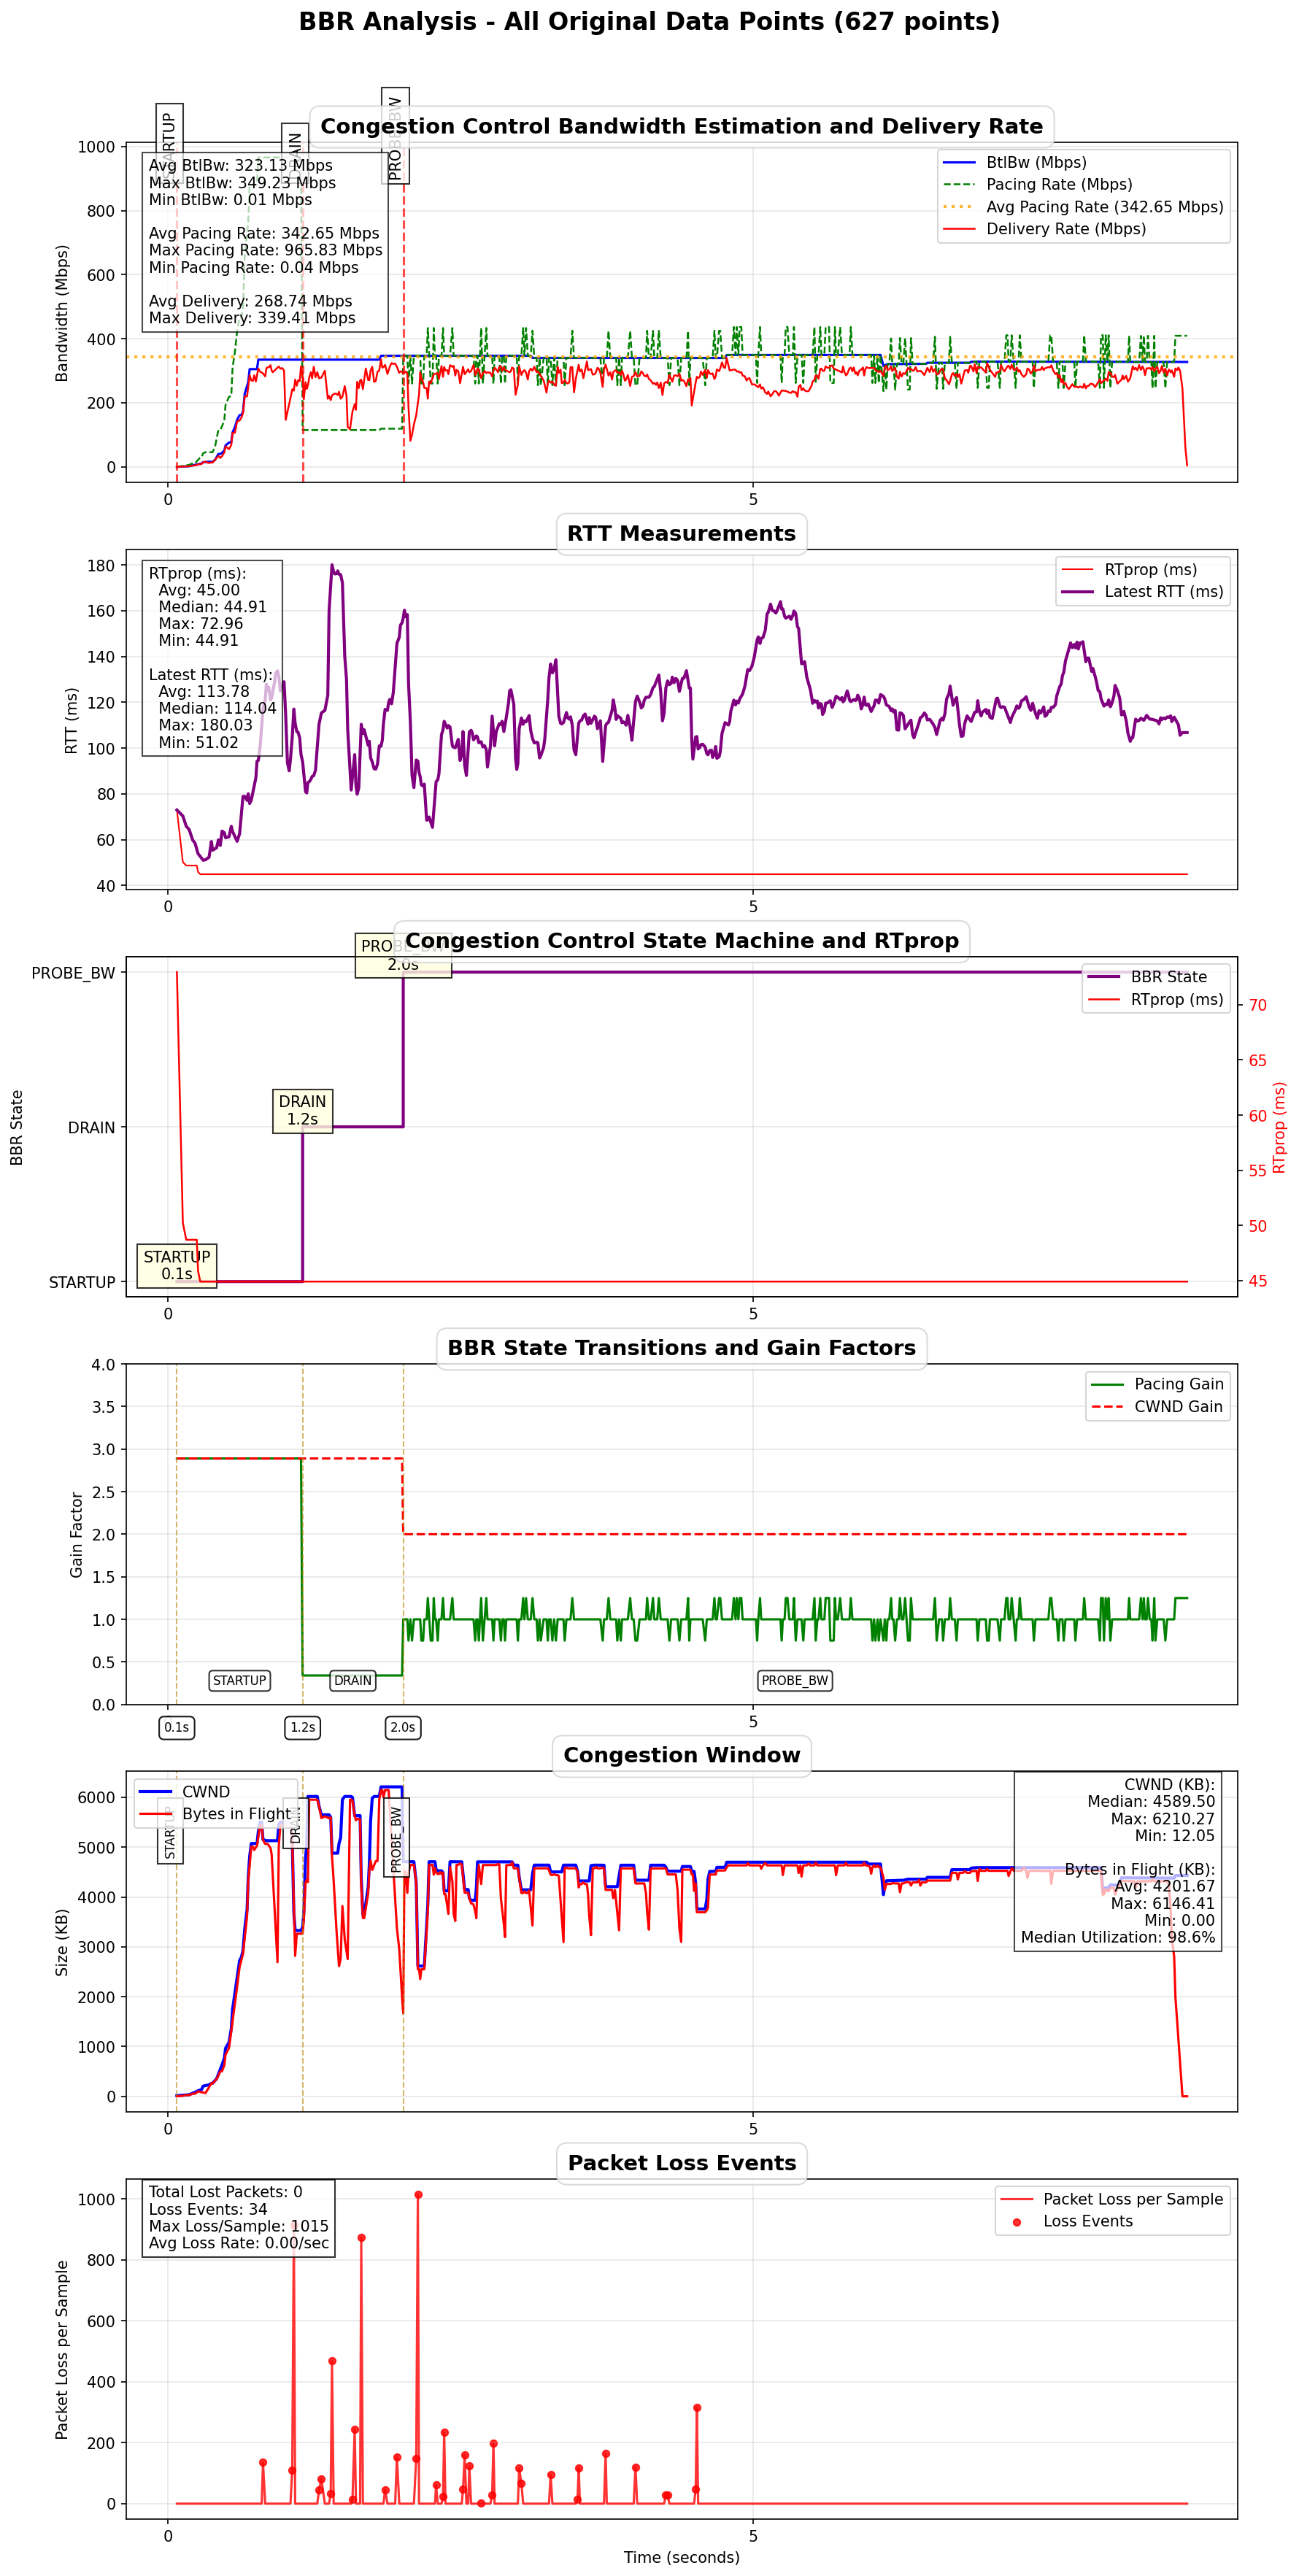 BBR Analysis - All Original Data Points (627 points)
Congestion Control Bandwidth Estimation and Delivery Rate
STARTUP
DRAIN
PROBE_BW
Avg BtlBw: 323.13 Mbps
Max BtlBw: 349.23 Mbps
Min BtlBw: 0.01 Mbps
Avg Pacing Rate: 342.65 Mbps
Max Pacing Rate: 965.83 Mbps
Min Pacing Rate: 0.04 Mbps
Avg Delivery: 268.74 Mbps
Max Delivery: 339.41 Mbps
BtlBw (Mbps)
Pacing Rate (Mbps)
Avg Pacing Rate (342.65 Mbps)
Delivery Rate (Mbps)
Bandwidth (Mbps)
1000
800
600
400
200
0
0 5
RTT Measurements
RTprop (ms):
Avg: 45.00
Median: 44.91
Max: 72.96
Min: 44.91
Latest RTT (ms):
Avg: 113.78
Median: 114.04
Max: 180.03
Min: 51.02
RTprop (ms)
Latest RTT (ms)
RTT (ms)
180
160
140
120
100
80
60
40
0 5
Congestion Control State Machine and RTprop
PROBE_BW
2.0s
DRAIN
1.2s
STARTUP
0.1s
BBR State
RTprop (ms)
BBR State
PROBE_BW
DRAIN
STARTUP
RTprop (ms)
70
65
60
55
50
45
0 5
BBR State Transitions and Gain Factors
Pacing Gain
CWND Gain
Gain Factor
4.0
3.5
3.0
2.5
2.0
1.5
1.0
0.5
0.0
STARTUP
DRAIN
PROBE_BW
0 5
0.1s
1.2s
2.0s
Congestion Window
CWND
Bytes in Flight
STARTUP
DRAIN
PROBE_BW
CWND (KB):
Median: 4589.50
Max: 6210.27
Min: 12.05
Bytes in Flight (KB):
Avg: 4201.67
Max: 6146.41
Min: 0.00
Median Utilization: 98.6%
Size (KB)
6000
5000
4000
3000
2000
1000
0
0 5
Packet Loss Events
Total Lost Packets: 0
Loss Events: 34
Max Loss/Sample: 1015
Avg Loss Rate: 0.00/sec
Packet Loss per Sample
Loss Events
Packet Loss per Sample
1000
800
600
400
200
0
0 5
Time (seconds)